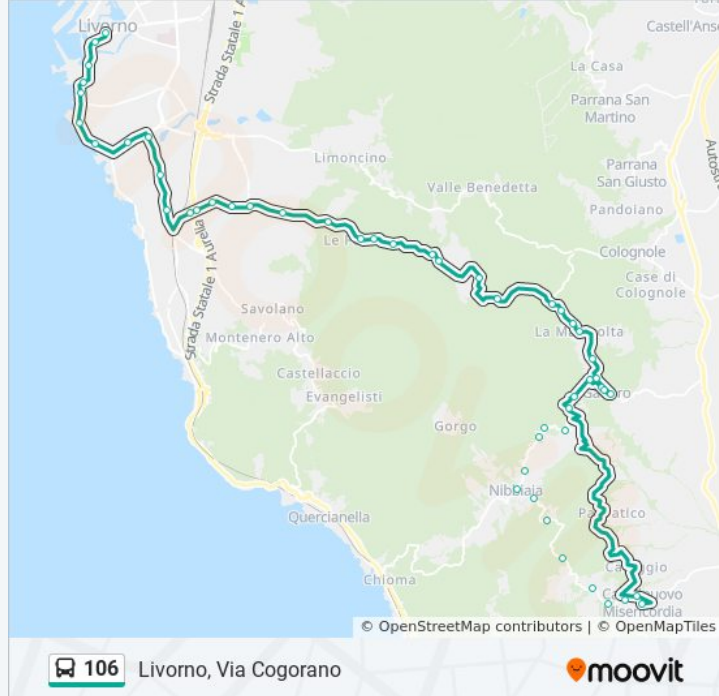 Livorno
Castell'Anse
Strada Statale 1 A
La Casa
Parrana San
Martino
Autostra
Limoncino
Parrana
San Giusto
Valle Benedetta
Pandoiano
Colognole
Case di
Colognole
Strada Statale 1 Aurelia
Savolano
Montenero Alto
Castellaccio
Evangelisti
Gorgo
Quercianella
Chioma
© OpenStreetMap contributors | © OpenMapTiles
106
Livorno, Via Cogorano
moovit